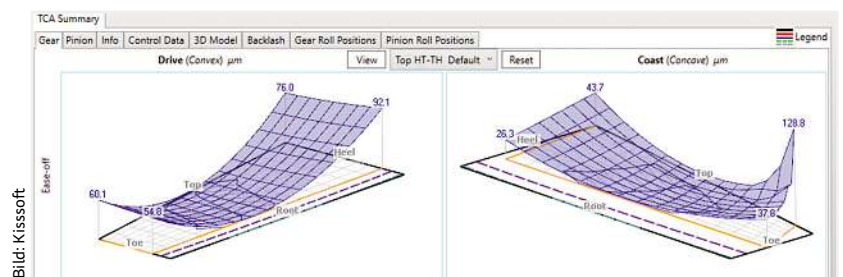 TCA Summary
Gear Pinion Info Control Data 3D Model Backlash Gear Roll Positions Pinion Roll Positions
Legend
Drive (Convex) µm View Top HT-TH Default Reset Coast (Concave) µm
Ease-off
76.0
92.1
Heel
Top
60.1
54.8
Root
Toe
43.7
128.8
26.3
Heel
Top
Root
37.8
Toe
Bild: Kisssoft